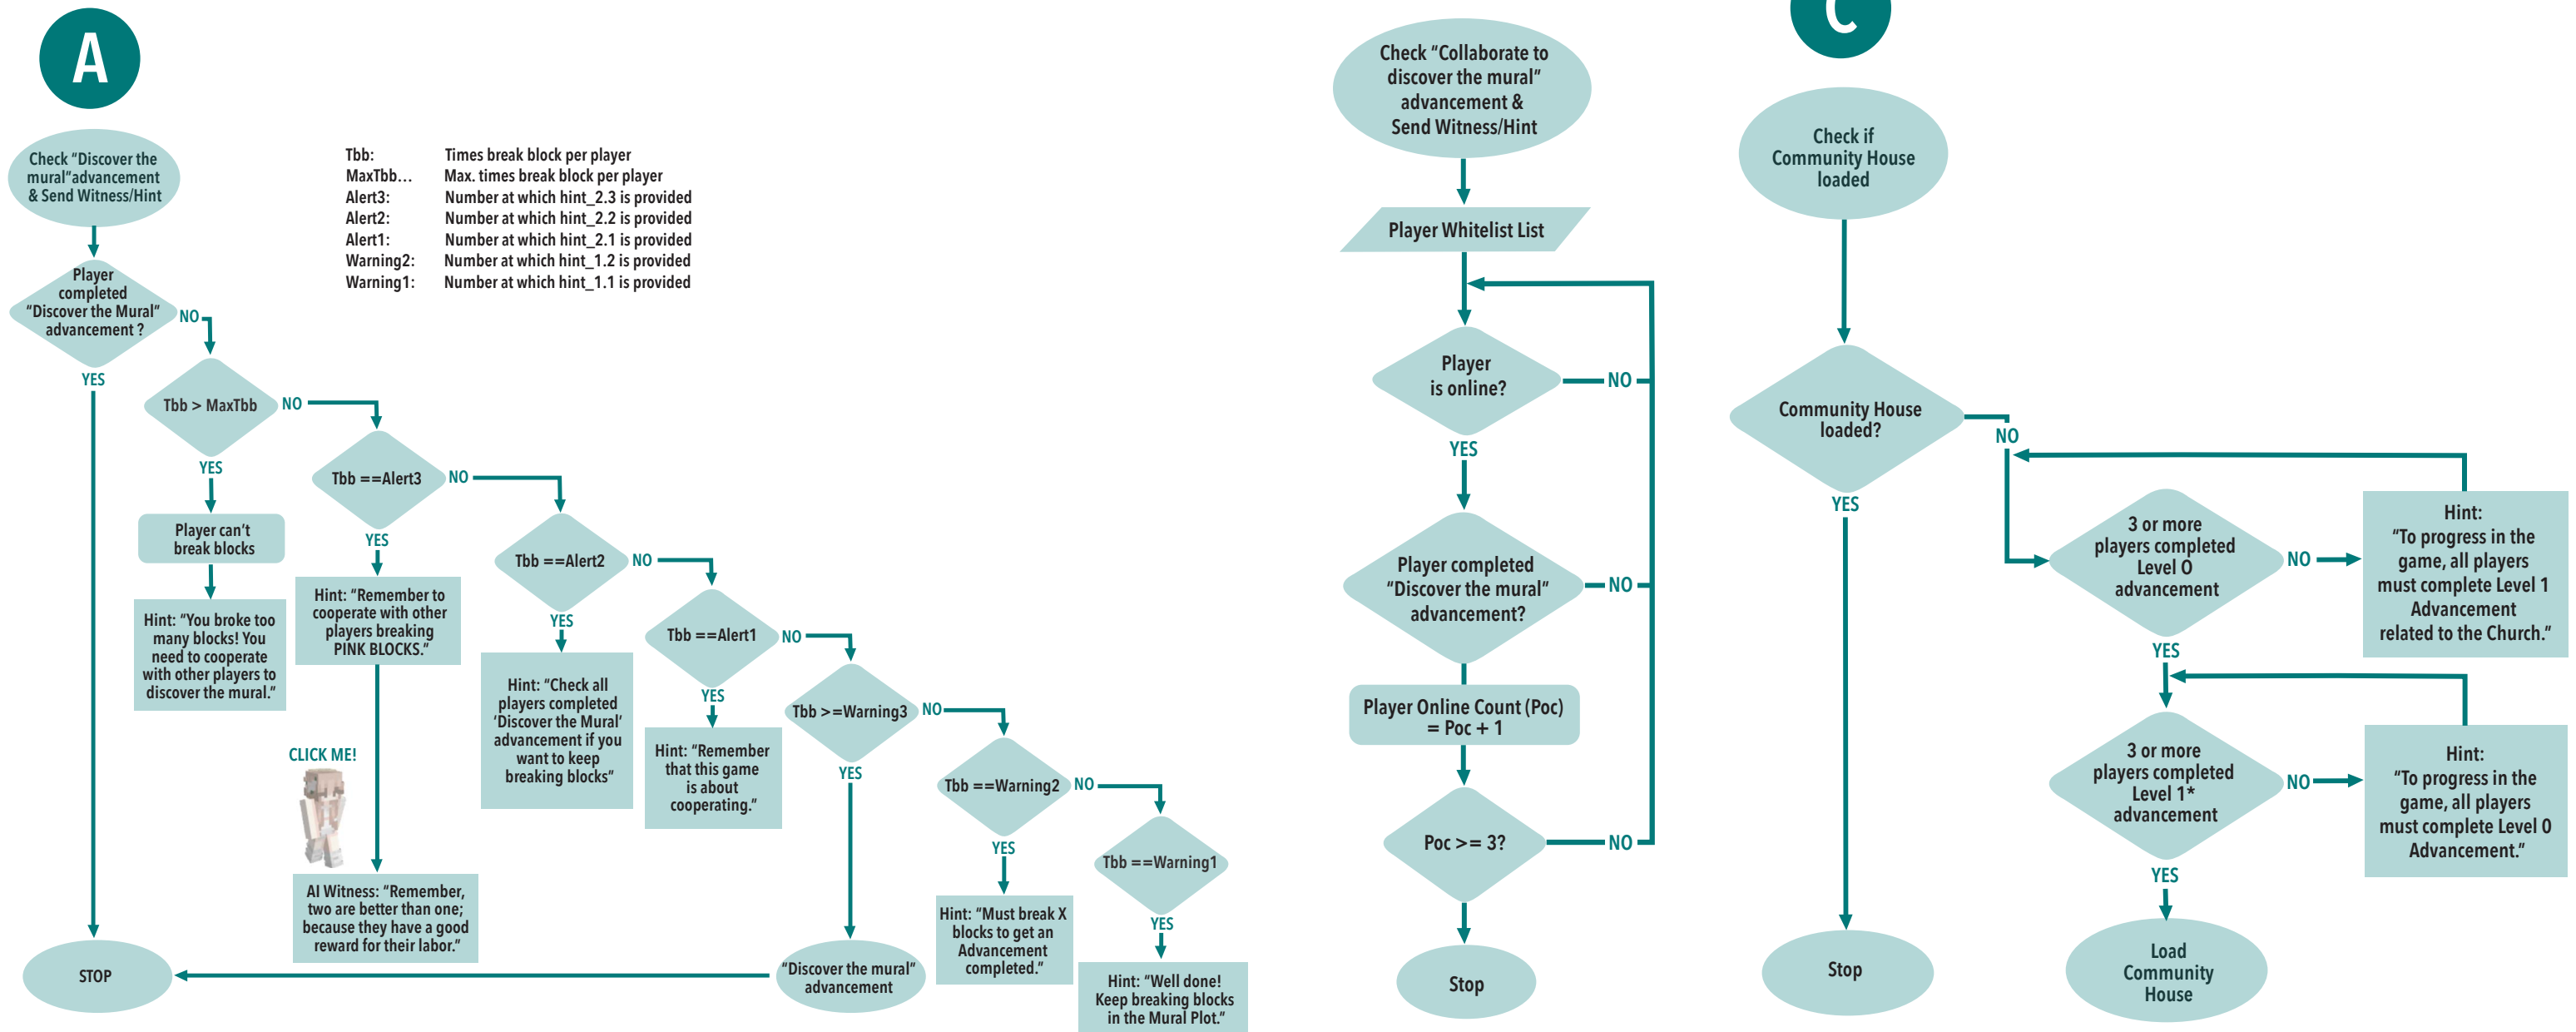 A
Check "Discover the
mural"advancement
& Send Witness/Hint
Tbb: Times break block per player
MaxTbb... Max. times break block per player
Alert3: Number at which hint_2.3 is provided
Alert2: Number at which hint_2.2 is provided
Alert1: Number at which hint_2.1 is provided
Warning2: Number at which hint_1.2 is provided
Warning1: Number at which hint_1.1 is provided
Player
completed
"Discover the Mural"
advancement ?
NO
YES
Tbb > MaxTbb
NO
YES
Player can't
break blocks
Hint: "You broke too
many blocks! You
need to cooperate
with other players to
discover the mural."
Tbb ==Alert3
NO
YES
Hint: "Remember to
cooperate with other
players breaking
PINK BLOCKS."
CLICK ME!
AI Witness: "Remember,
two are better than one;
because they have a good
reward for their labor."
Tbb ==Alert2
NO
YES
Hint: "Check all
players completed
'Discover the Mural'
advancement if you
want to keep
breaking blocks"
Tbb ==Alert1
NO
YES
Hint: "Remember
that this game
is about
cooperating."
Tbb >=Warning3
NO
YES
"Discover the mural"
advancement
STOP
Tbb ==Warning2
NO
YES
Hint: "Must break X
blocks to get an
Advancement
completed."
Tbb ==Warning1
YES
Hint: "Well done!
Keep breaking blocks
in the Mural Plot."
Check "Collaborate to
discover the mural"
advancement &
Send Witness/Hint
Player Whitelist List
Player
is online?
NO
YES
Player completed
"Discover the mural"
advancement?
NO
Player Online Count (Poc)
= Poc + 1
Poc >= 3?
NO
Stop
C
Check if
Community House
loaded
Community House
loaded?
NO
YES
Stop
3 or more
players completed
Level 0
advancement
NO
YES
Hint:
"To progress in the
game, all players
must complete Level 1
Advancement
related to the Church."
3 or more
players completed
Level 1*
advancement
NO
YES
Hint:
"To progress in the
game, all players
must complete Level 0
Advancement."
Load
Community
House